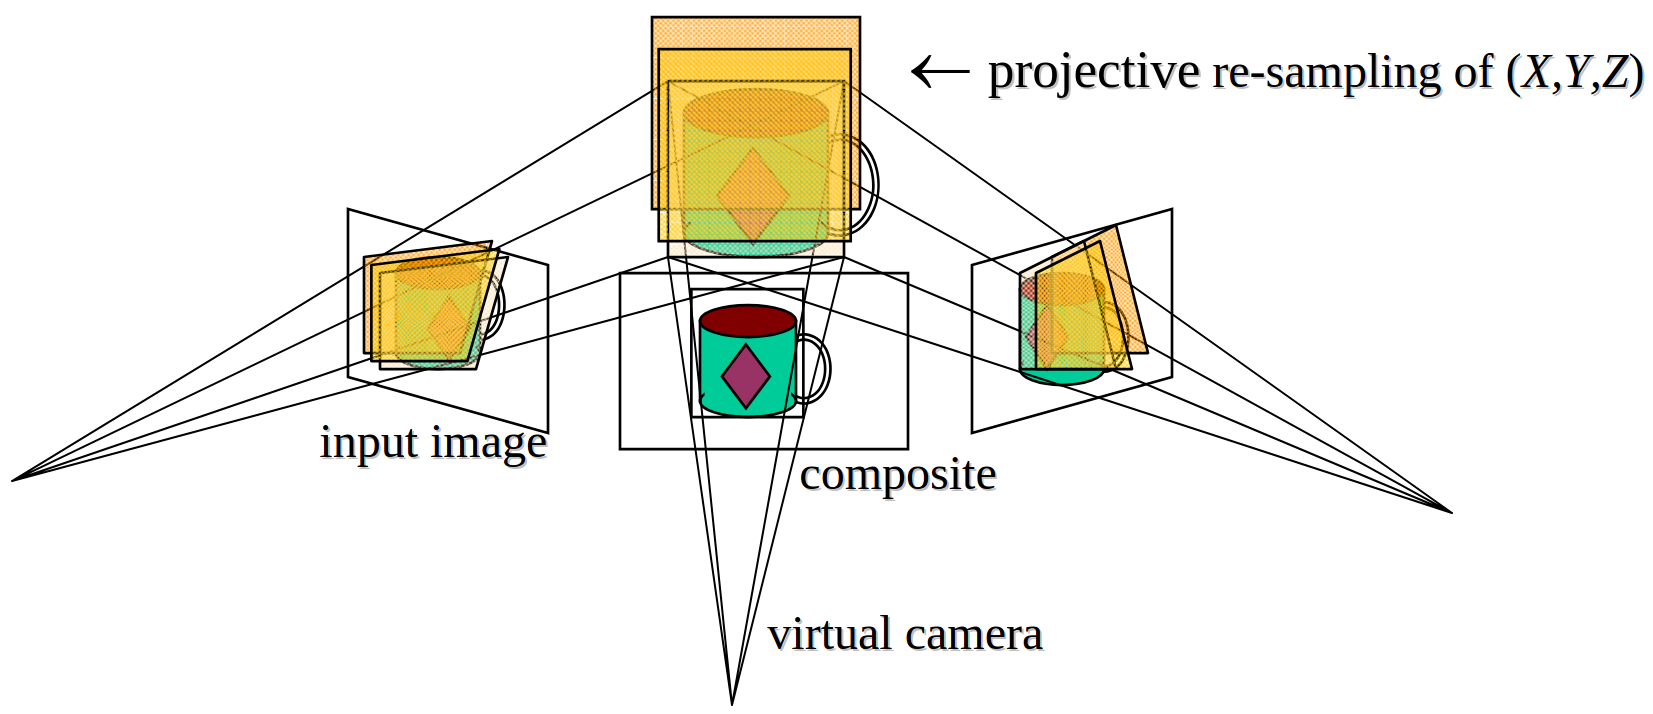 ← projective re-sampling of (X,Y,Z)
input image
composite
virtual camera